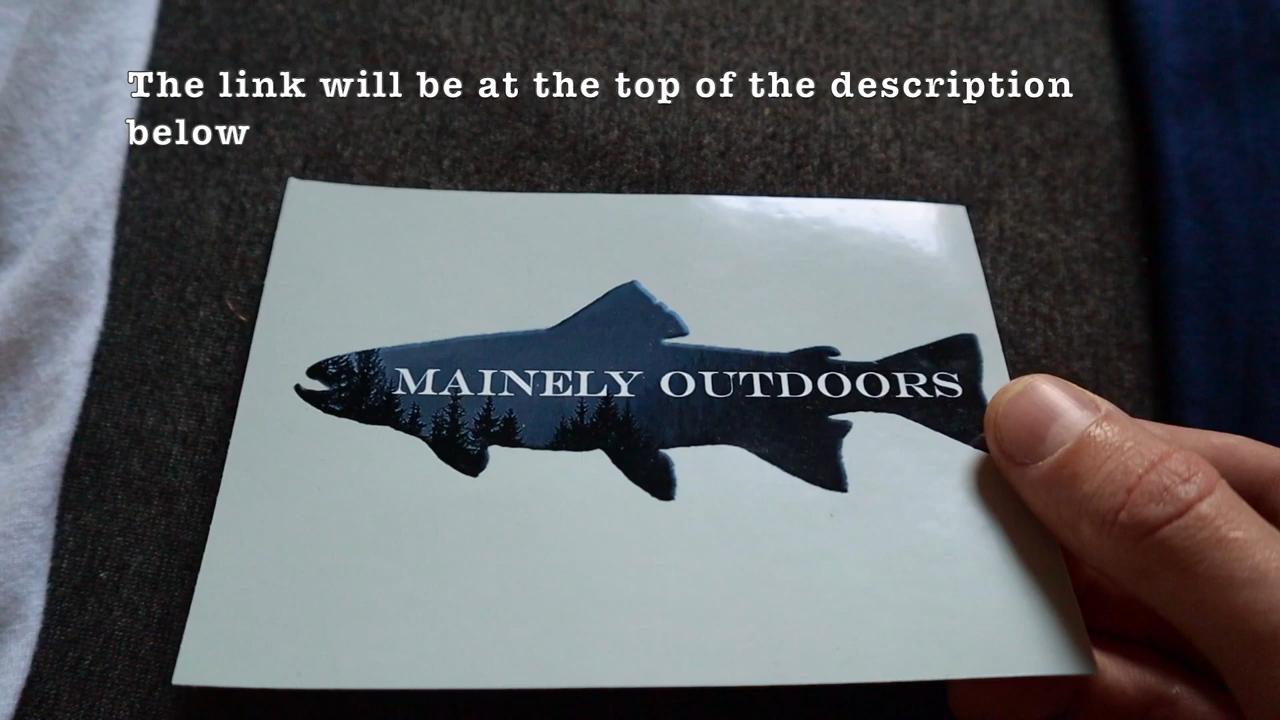 The link will be at the top of the description
below
MAINELY OUTDOORS